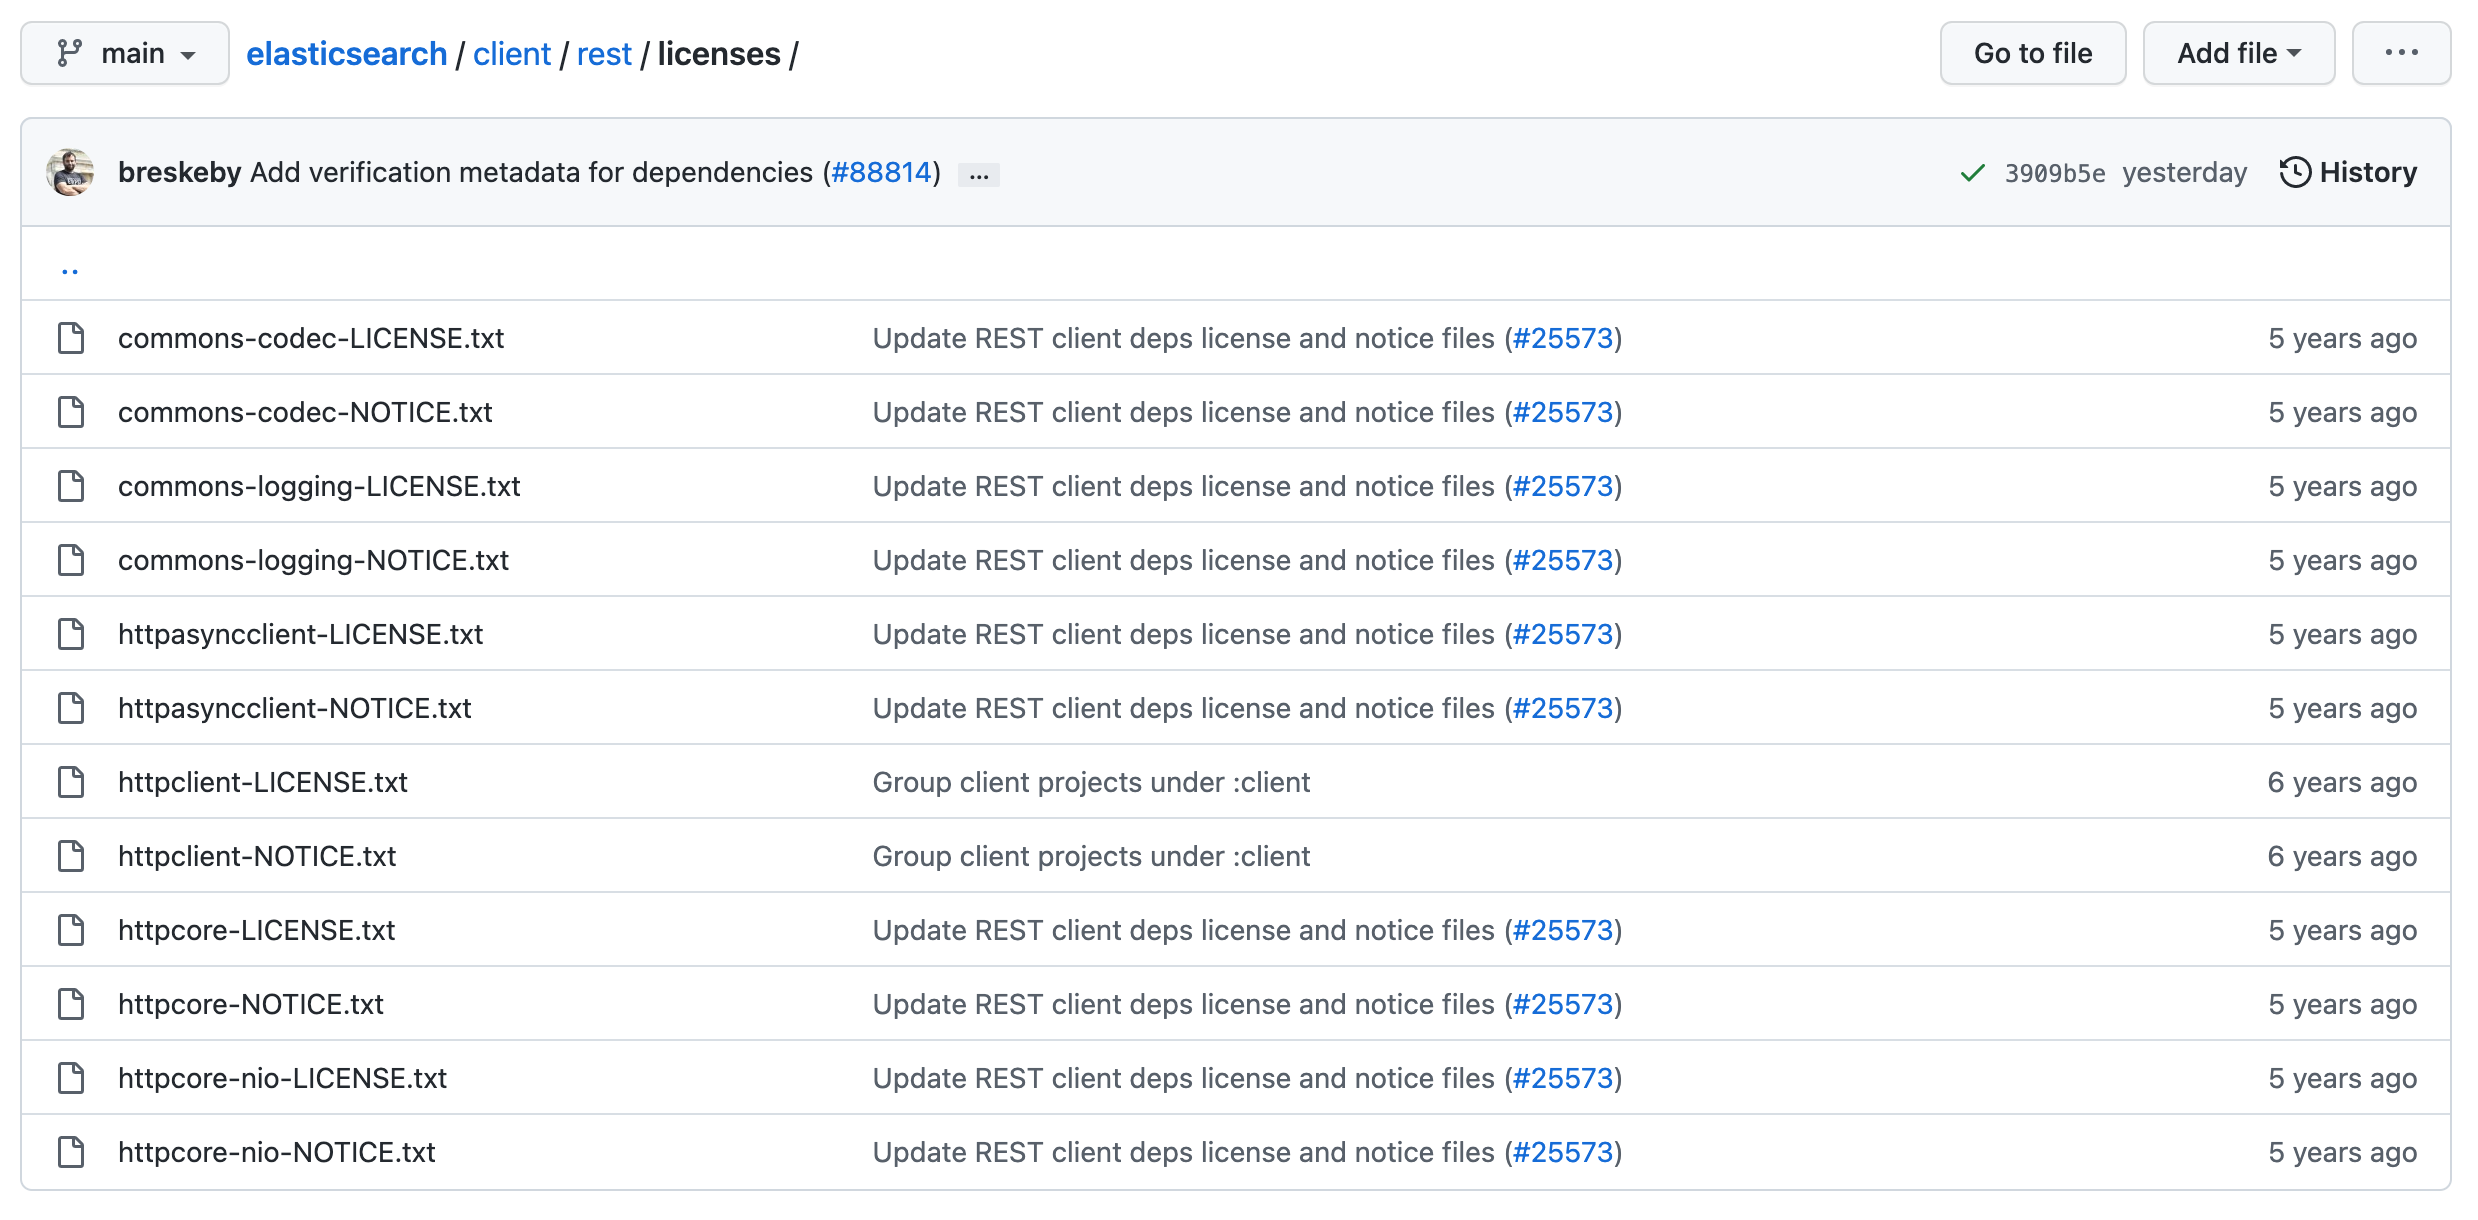 main elasticsearch / client / rest / licenses / Go to file Add file ...
breskeby Add verification metadata for dependencies (#88814) ... 3909b5e yesterday History
..
commons-codec-LICENSE.txt Update REST client deps license and notice files (#25573) 5 years ago
commons-codec-NOTICE.txt Update REST client deps license and notice files (#25573) 5 years ago
commons-logging-LICENSE.txt Update REST client deps license and notice files (#25573) 5 years ago
commons-logging-NOTICE.txt Update REST client deps license and notice files (#25573) 5 years ago
httpasyncclient-LICENSE.txt Update REST client deps license and notice files (#25573) 5 years ago
httpasyncclient-NOTICE.txt Update REST client deps license and notice files (#25573) 5 years ago
httpclient-LICENSE.txt Group client projects under :client 6 years ago
httpclient-NOTICE.txt Group client projects under :client 6 years ago
httpcore-LICENSE.txt Update REST client deps license and notice files (#25573) 5 years ago
httpcore-NOTICE.txt Update REST client deps license and notice files (#25573) 5 years ago
httpcore-nio-LICENSE.txt Update REST client deps license and notice files (#25573) 5 years ago
httpcore-nio-NOTICE.txt Update REST client deps license and notice files (#25573) 5 years ago